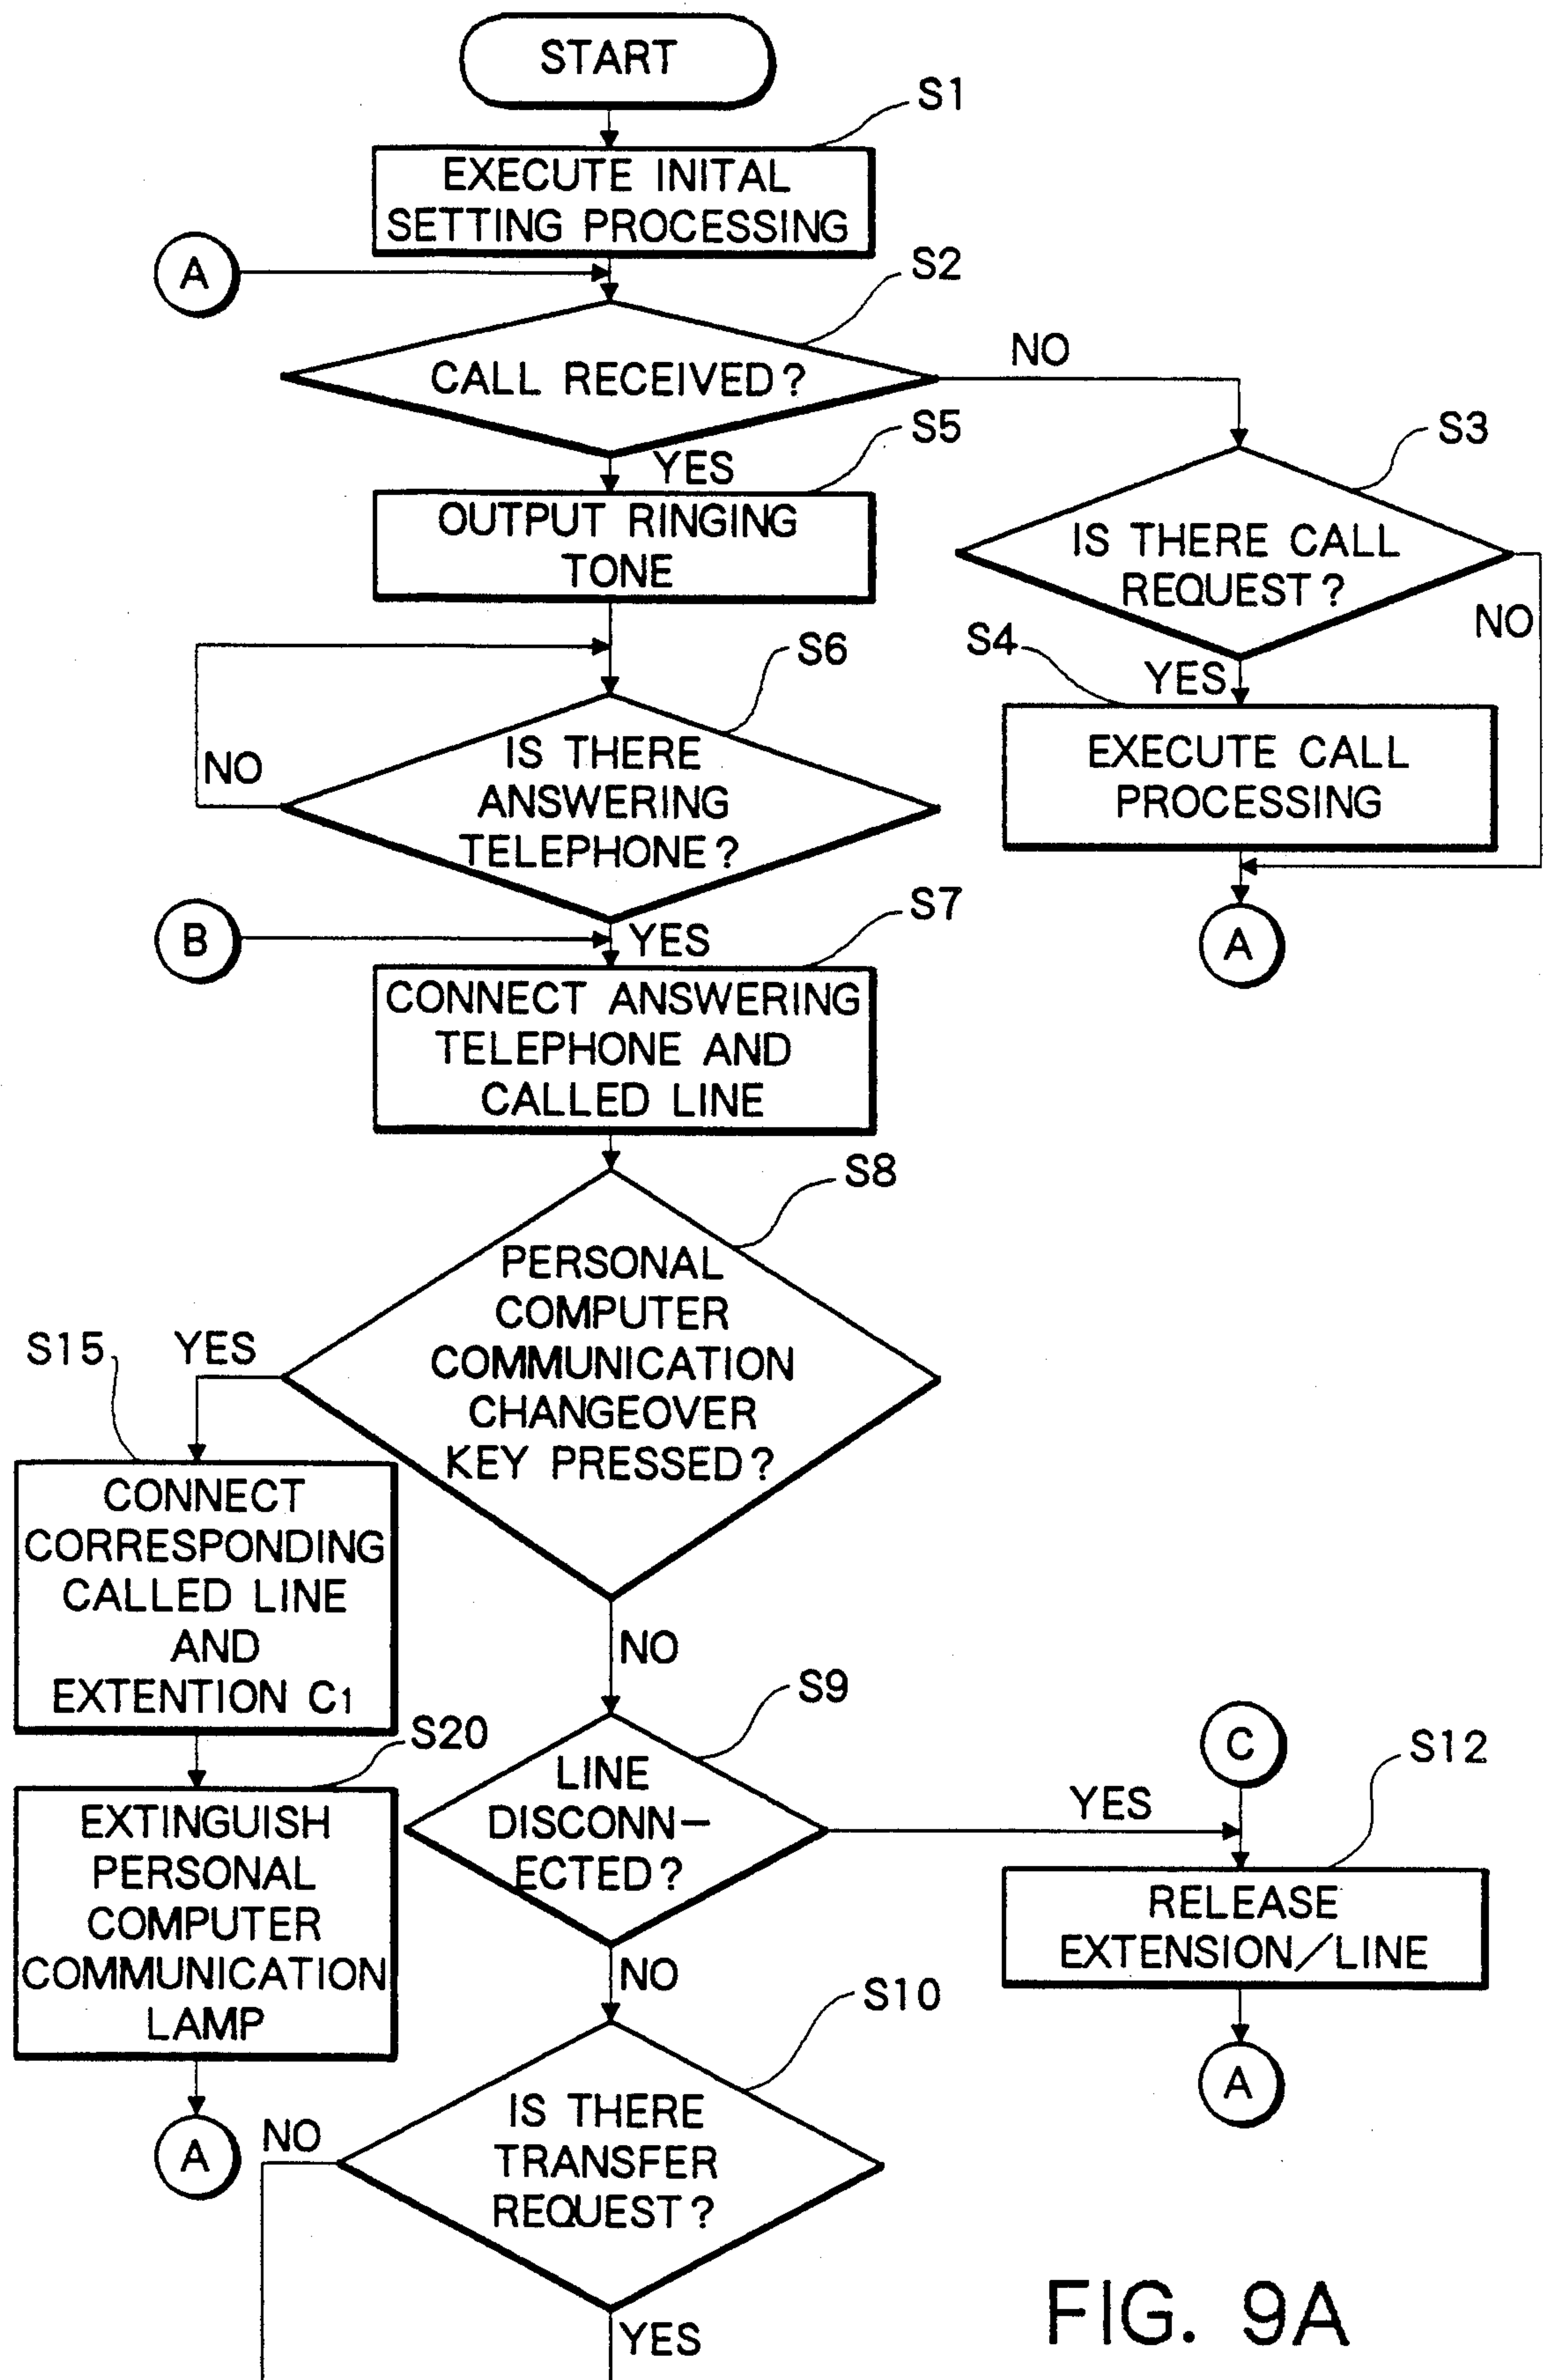 START
S1
EXECUTE INITAL
SETTING PROCESSING
A
S2
CALL RECEIVED?
NO
S5
YES
OUTPUT RINGING
TONE
S3
IS THERE CALL
REQUEST?
NO
S4
YES
EXECUTE CALL
PROCESSING
A
S6
IS THERE
ANSWERING
TELEPHONE?
NO
B
YES
S7
CONNECT ANSWERING
TELEPHONE AND
CALLED LINE
S8
PERSONAL
COMPUTER
COMMUNICATION
CHANGEOVER
KEY PRESSED?
S15
YES
CONNECT
CORRESPONDING
CALLED LINE
AND
EXTENTION C1
S20
EXTINGUISH
PERSONAL
COMPUTER
COMMUNICATION
LAMP
A
NO
S9
LINE
DISCONN-
ECTED?
YES
C
S12
RELEASE
EXTENSION/LINE
A
NO
S10
IS THERE
TRANSFER
REQUEST?
NO
YES
FIG. 9A